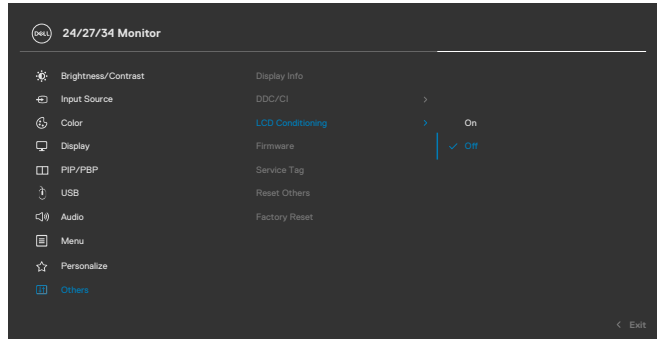 DELL
24/27/34 Monitor
Brightness/Contrast
Display Info
Input Source
DDC/CI
Color
LCD Conditioning
On
Display
Firmware
Off
PIP/PBP
Service Tag
USB
Reset Others
Audio
Factory Reset
Menu
Personalize
Others
Exit